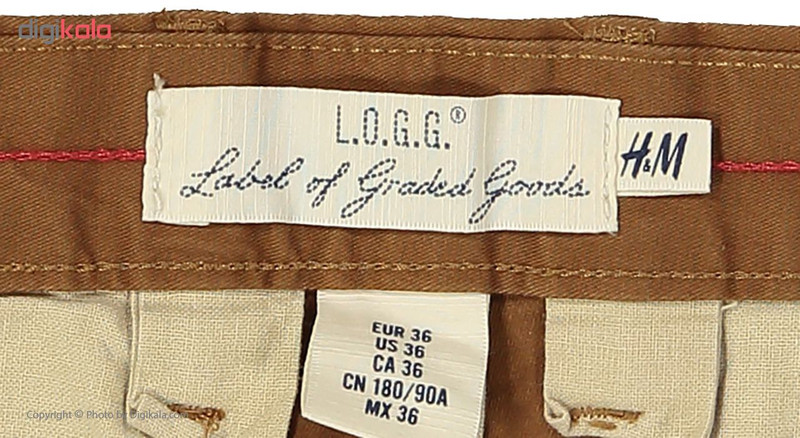 digikala
L.O.G.G.®
Label of Graded Goods
H&M
EUR 36
US 36
CA 36
CN 180/90A
MX 36
Copyright © Photo by Digikala.com